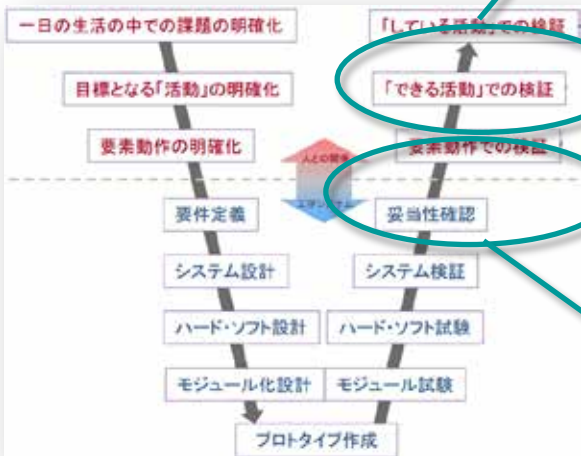 一日の生活の中での課題の明確化
「している活動」での検証
目標となる「活動」の明確化
「できる活動」での検証
要素動作の明確化
要素動作での検証
人との関係
要件定義
妥当性確認
システム設計
システム検証
ハード・ソフト設計
ハード・ソフト試験
モジュール化設計
モジュール試験
プロトタイプ作成